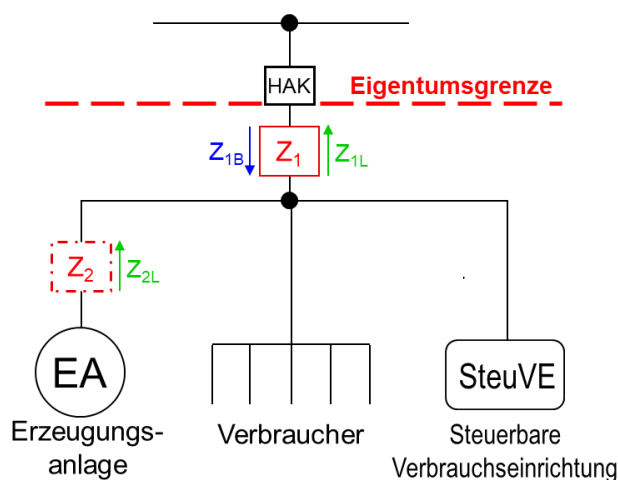 HAK
Eigentumsgrenze
Z1B
Z1
Z1L
Z2
Z2L
EA
SteuVE
Erzeugungs-
anlage
Verbraucher
Steuerbare
Verbrauchseinrichtung